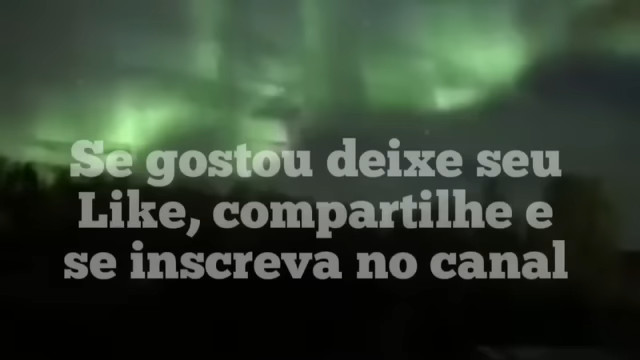 Se gostou deixe seu
Like, compartilhe e
se inscreva no canal